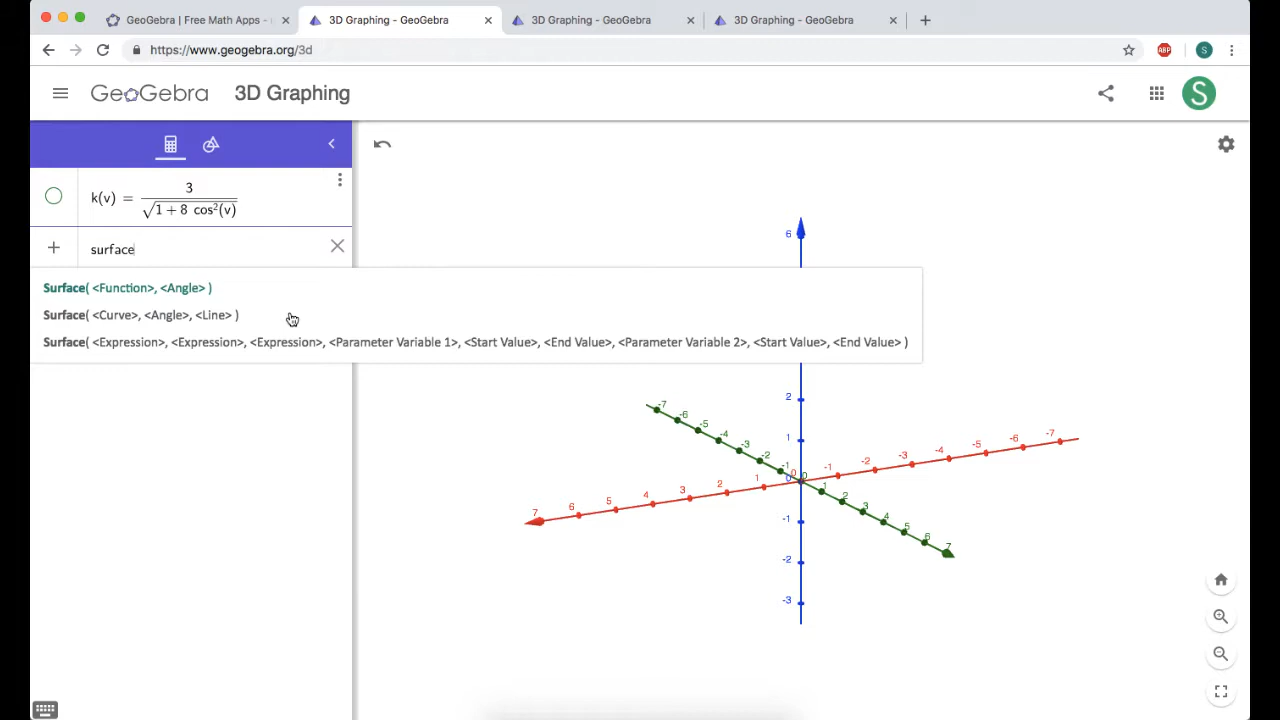 GeoGebra | Free Math Apps -
3D Graphing - GeoGebra
3D Graphing - GeoGebra
3D Graphing - GeoGebra
https://www.geogebra.org/3d
ABP
S
GeoGebra
3D Graphing
S
k(v) = 3 / √(1 + 8 cos²(v))
surface
Surface( <Function>, <Angle> )
Surface( <Curve>, <Angle>, <Line> )
Surface( <Expression>, <Expression>, <Expression>, <Parameter Variable 1>, <Start Value>, <End Value>, <Parameter Variable 2>, <Start Value>, <End Value> )
6
2
1
0
-1
-2
-3
-7 -6 -5 -4 -3 -2 -1 0 1 2 3 4 5 6 7
7 6 5 4 3 2 1 0 -1 -2 -3 -4 -5 -6 -7